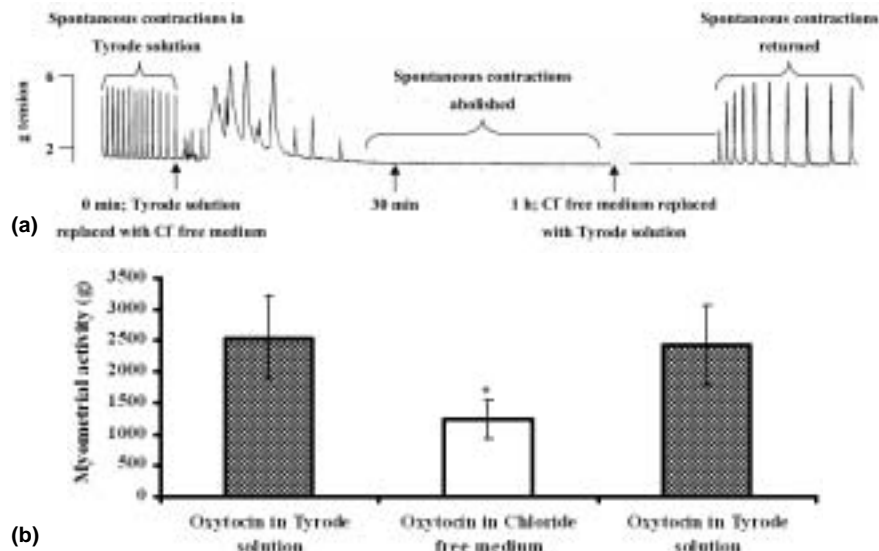 Spontaneous contractions in
Tyrode solution
Spontaneous contractions
returned
Spontaneous contractions
abolished
6
2
g tension
0 min; Tyrode solution
replaced with Cl⁻ free medium
30 min
1 h; Cl⁻ free medium replaced
with Tyrode solution
(a)
Myometrial activity (g)
3500
3000
2500
2000
1500
1000
500
0
*
Oxytocin in Tyrode
solution
Oxytocin in Chloride
free medium
Oxytocin in Tyrode
solution
(b)